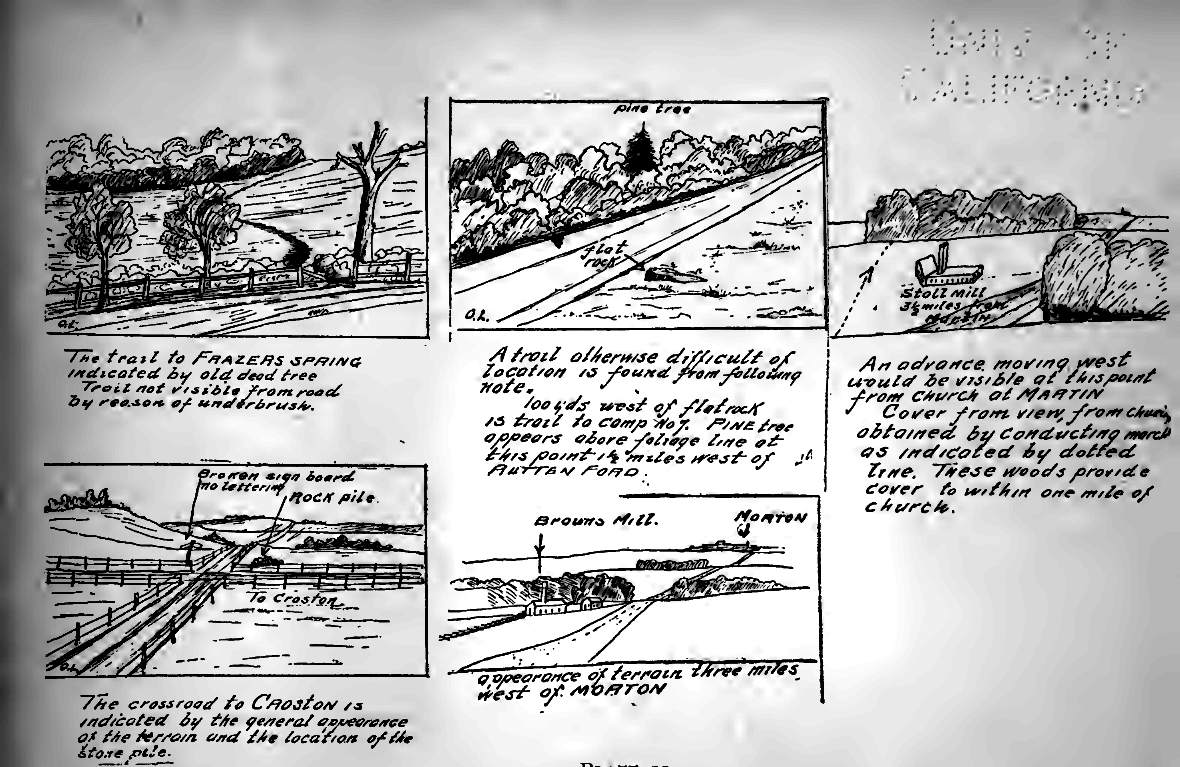 UNIV. OF
CALIFORNIA
O.L.
The trail to FRAZERS SPRING
indicated by old dead tree
Trail not visible from road
by reason of underbrush.
pine tree
flat
rock
O.L.
A trail otherwise difficult of
location is found from following
note.
100 yds west of flat rock
is trail to camp No 7. PINE tree
appears above foliage line at
this point 1½ miles west of
RUTTEN FORD.
Stoll Mill
3½ miles from
MARTIN
An advance moving west
would be visible at this point
from Church at MARTIN
Cover from view, from church,
obtained by conducting march
as indicated by dotted
line. These woods provide
cover to within one mile of
church.
Broken sign board
no lettering
Rock pile.
To Croston
O.L.
The crossroad to CROSTON is
indicated by the general appearance
of the terrain and the location of the
stone pile.
Browns Mill.
MORTON
appearance of terrain three miles
west of MORTON
PLATE